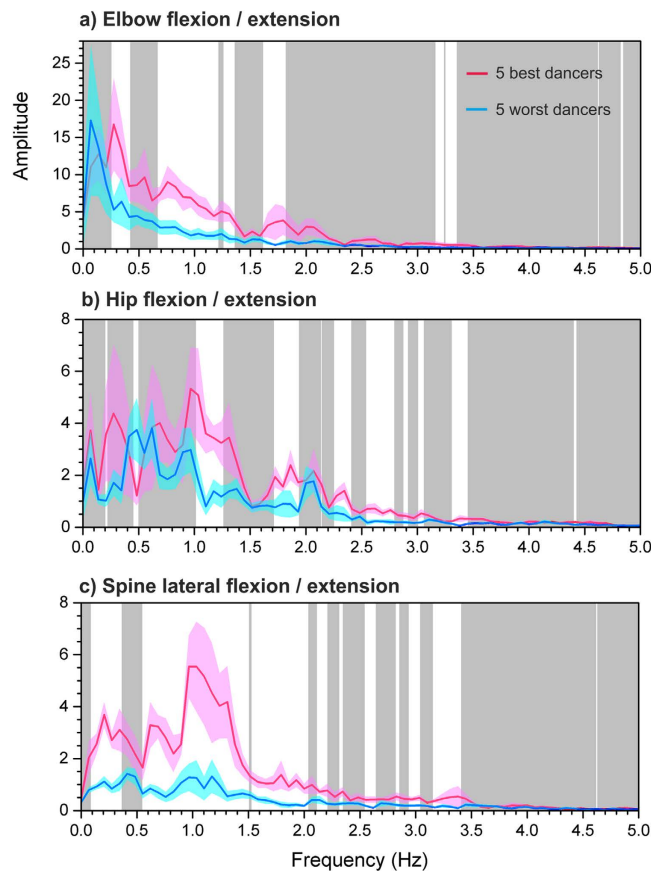 a) Elbow flexion / extension
25
20
15
10
5
0
Amplitude
5 best dancers
5 worst dancers
0.0 0.5 1.0 1.5 2.0 2.5 3.0 3.5 4.0 4.5 5.0
b) Hip flexion / extension
8
6
4
2
0
0.0 0.5 1.0 1.5 2.0 2.5 3.0 3.5 4.0 4.5 5.0
c) Spine lateral flexion / extension
8
6
4
2
0
0.0 0.5 1.0 1.5 2.0 2.5 3.0 3.5 4.0 4.5 5.0
Frequency (Hz)